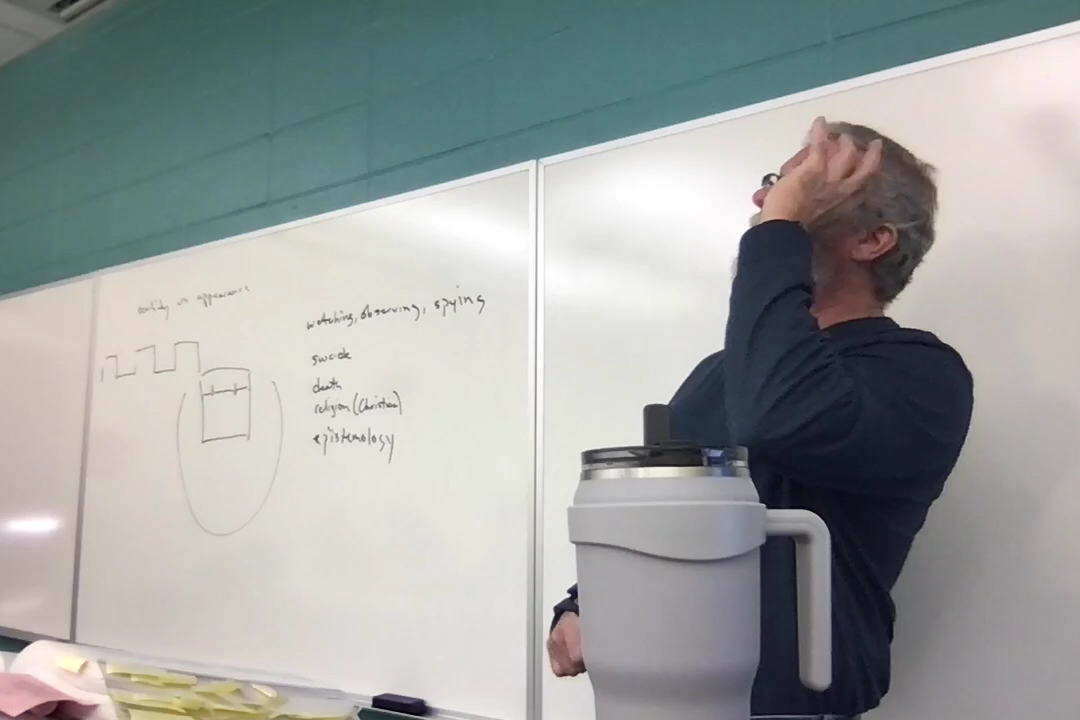 reality vs appearance
watching, observing, spying
suicide
death
religion (Christian)
epistemology